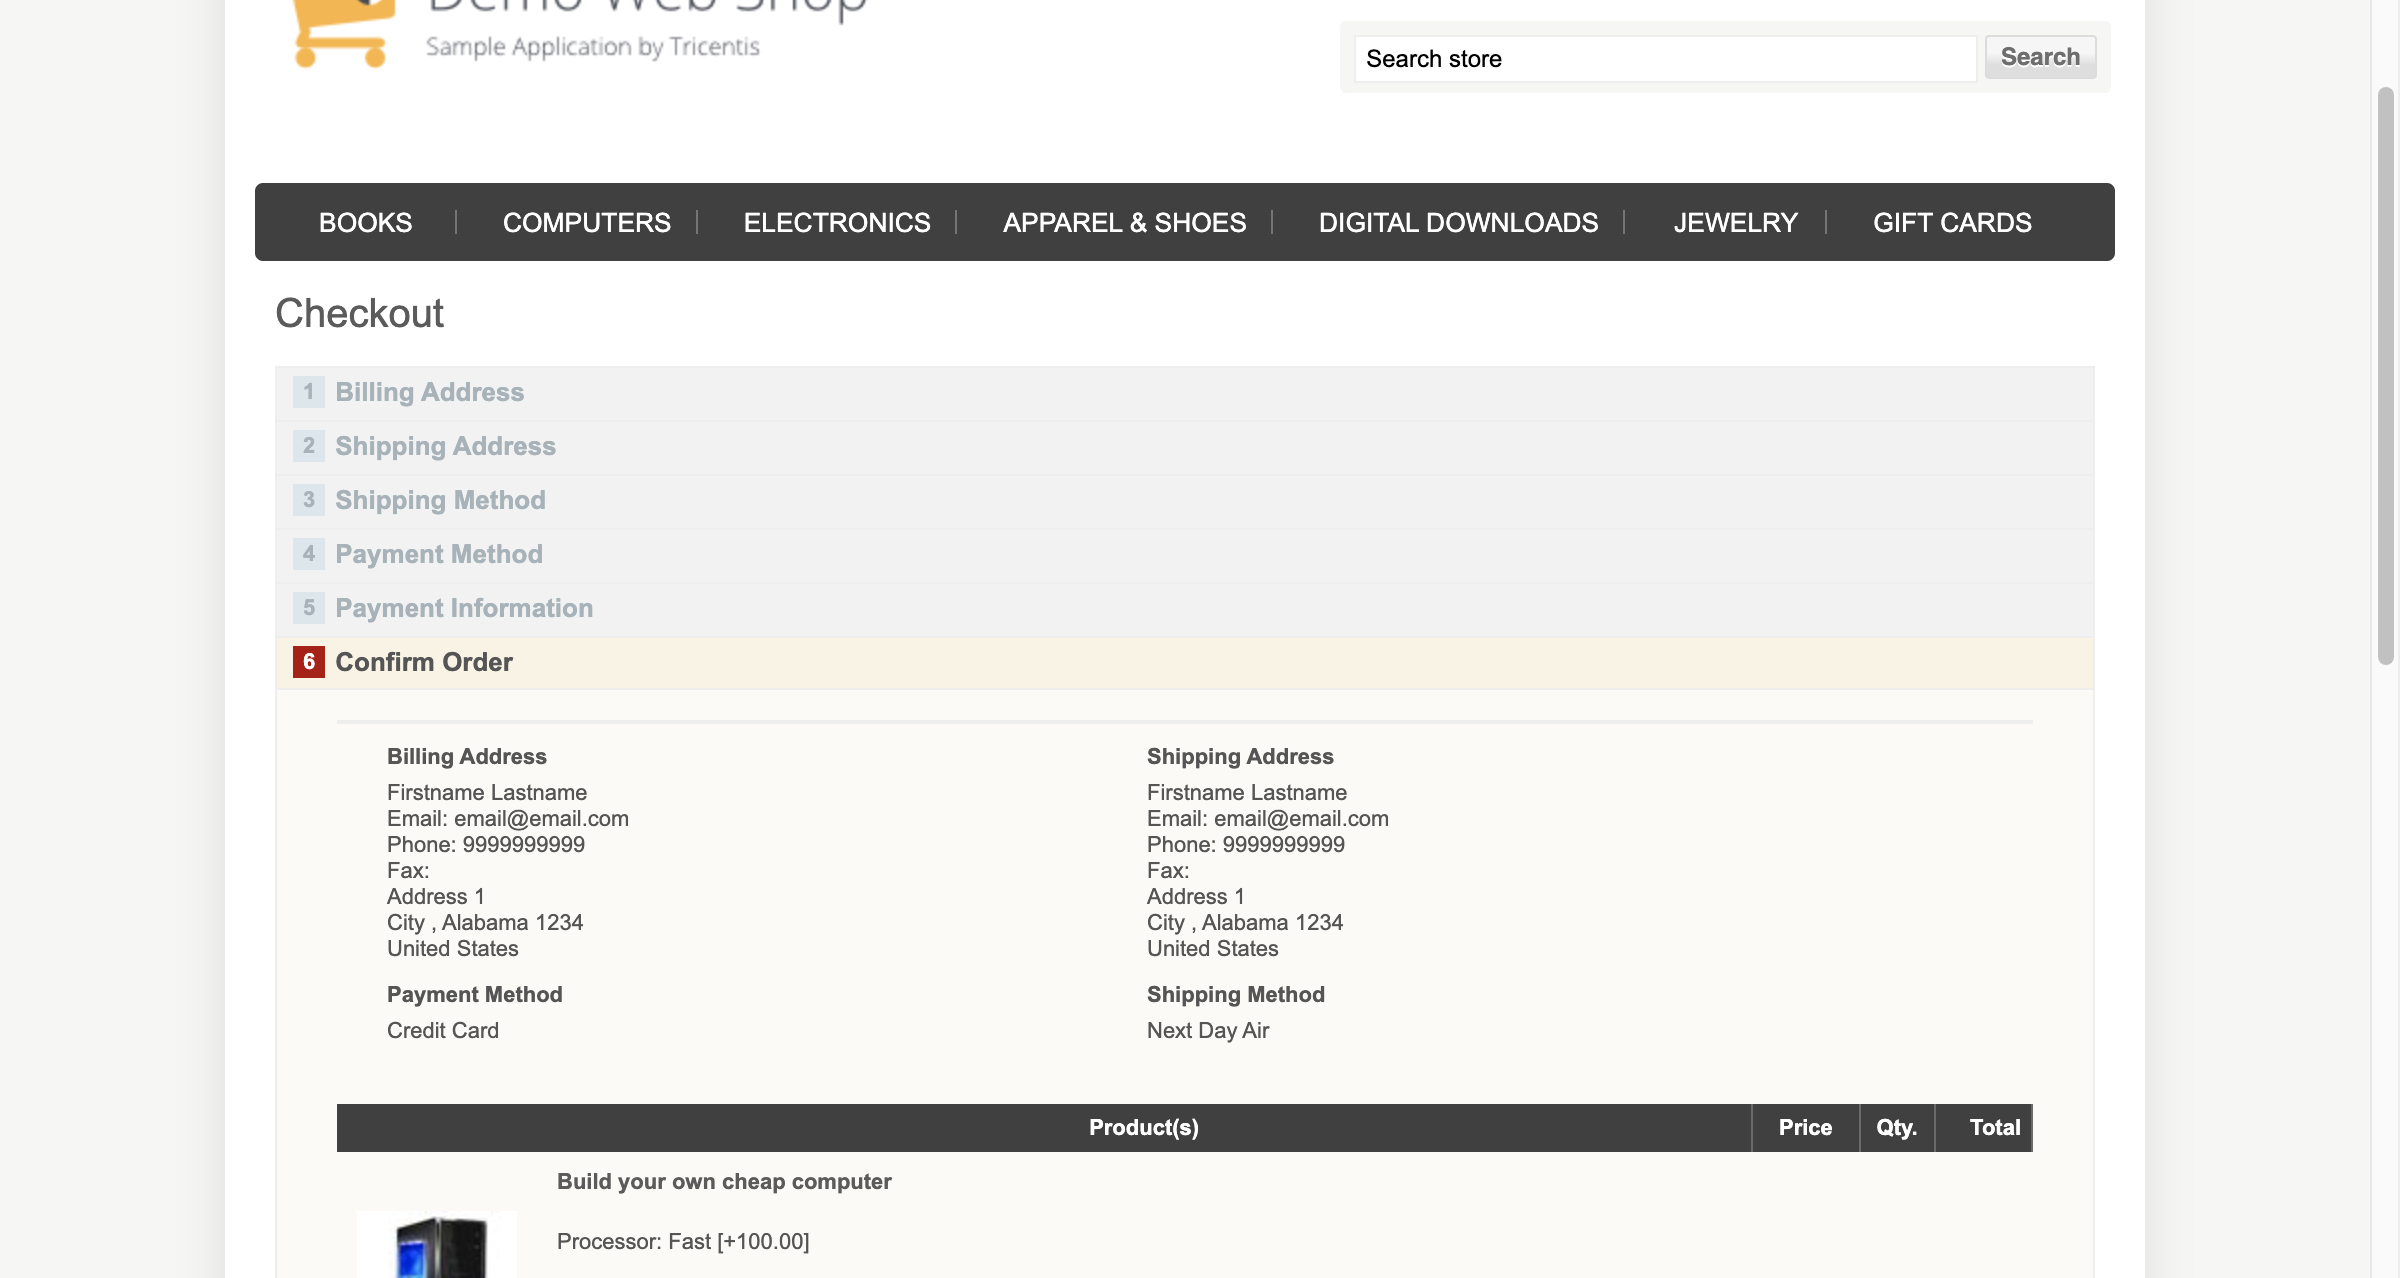 Demo Web Shop
Sample Application by Tricentis
Search store
Search
BOOKS
COMPUTERS
ELECTRONICS
APPAREL & SHOES
DIGITAL DOWNLOADS
JEWELRY
GIFT CARDS
Checkout
1 Billing Address
2 Shipping Address
3 Shipping Method
4 Payment Method
5 Payment Information
6 Confirm Order
Billing Address
Firstname Lastname
Email: email@email.com
Phone: 9999999999
Fax:
Address 1
City , Alabama 1234
United States
Payment Method
Credit Card
Shipping Address
Firstname Lastname
Email: email@email.com
Phone: 9999999999
Fax:
Address 1
City , Alabama 1234
United States
Shipping Method
Next Day Air
Product(s) Price Qty. Total
Build your own cheap computer
Processor: Fast [+100.00]